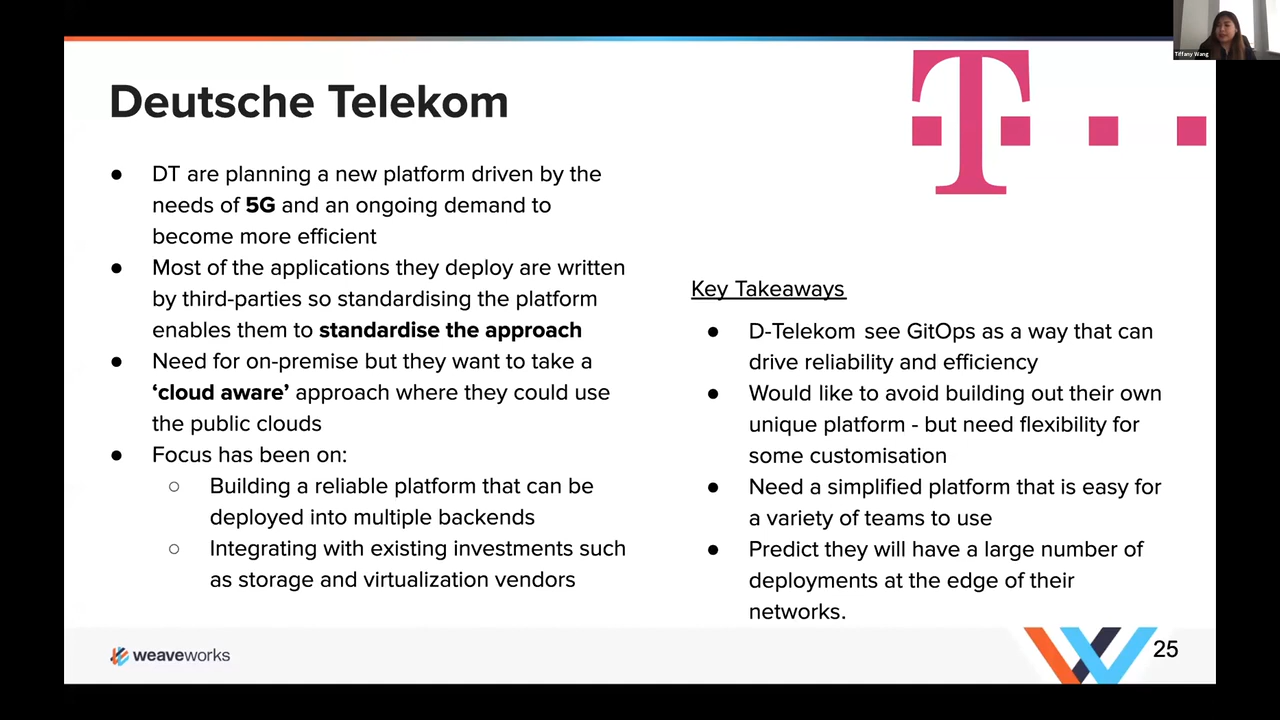 Tiffany Wang
Deutsche Telekom
● DT are planning a new platform driven by the
needs of 5G and an ongoing demand to
become more efficient
● Most of the applications they deploy are written
by third-parties so standardising the platform
enables them to standardise the approach
● Need for on-premise but they want to take a
‘cloud aware’ approach where they could use
the public clouds
● Focus has been on:
○ Building a reliable platform that can be
deployed into multiple backends
○ Integrating with existing investments such
as storage and virtualization vendors
Key Takeaways
● D-Telekom see GitOps as a way that can
drive reliability and efficiency
● Would like to avoid building out their own
unique platform - but need flexibility for
some customisation
● Need a simplified platform that is easy for
a variety of teams to use
● Predict they will have a large number of
deployments at the edge of their
networks.
weaveworks
25